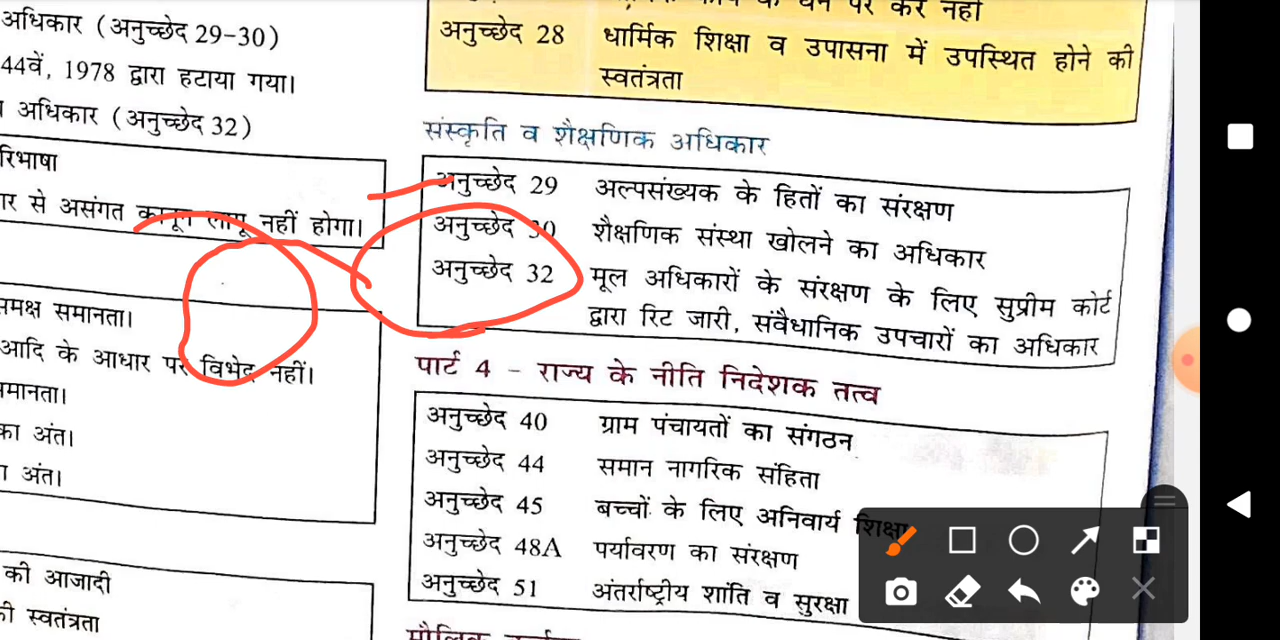 अधिकार (अनुच्छेद 29-30)
44वें, 1978 द्वारा हटाया गया।
अधिकार (अनुच्छेद 32)
रिभाषा
ार से असंगत कानून लागू नहीं होगा।
समक्ष समानता।
आदि के आधार पर विभेद नहीं।
समानता।
का अंत।
अंत।
की आजादी
की स्वतंत्रता
पर कर नहीं
अनुच्छेद 28 धार्मिक शिक्षा व उपासना में उपस्थित होने की
स्वतंत्रता
संस्कृति व शैक्षणिक अधिकार
अनुच्छेद 29 अल्पसंख्यक के हितों का संरक्षण
अनुच्छेद 30 शैक्षणिक संस्था खोलने का अधिकार
अनुच्छेद 32 मूल अधिकारों के संरक्षण के लिए सुप्रीम कोर्ट
द्वारा रिट जारी, संवैधानिक उपचारों का अधिकार
पार्ट 4 - राज्य के नीति निदेशक तत्व
अनुच्छेद 40 ग्राम पंचायतों का संगठन
अनुच्छेद 44 समान नागरिक संहिता
अनुच्छेद 45 बच्चों के लिए अनिवार्य शिक्षा
अनुच्छेद 48A पर्यावरण का संरक्षण
अनुच्छेद 51 अंतर्राष्ट्रीय शांति व सुरक्षा